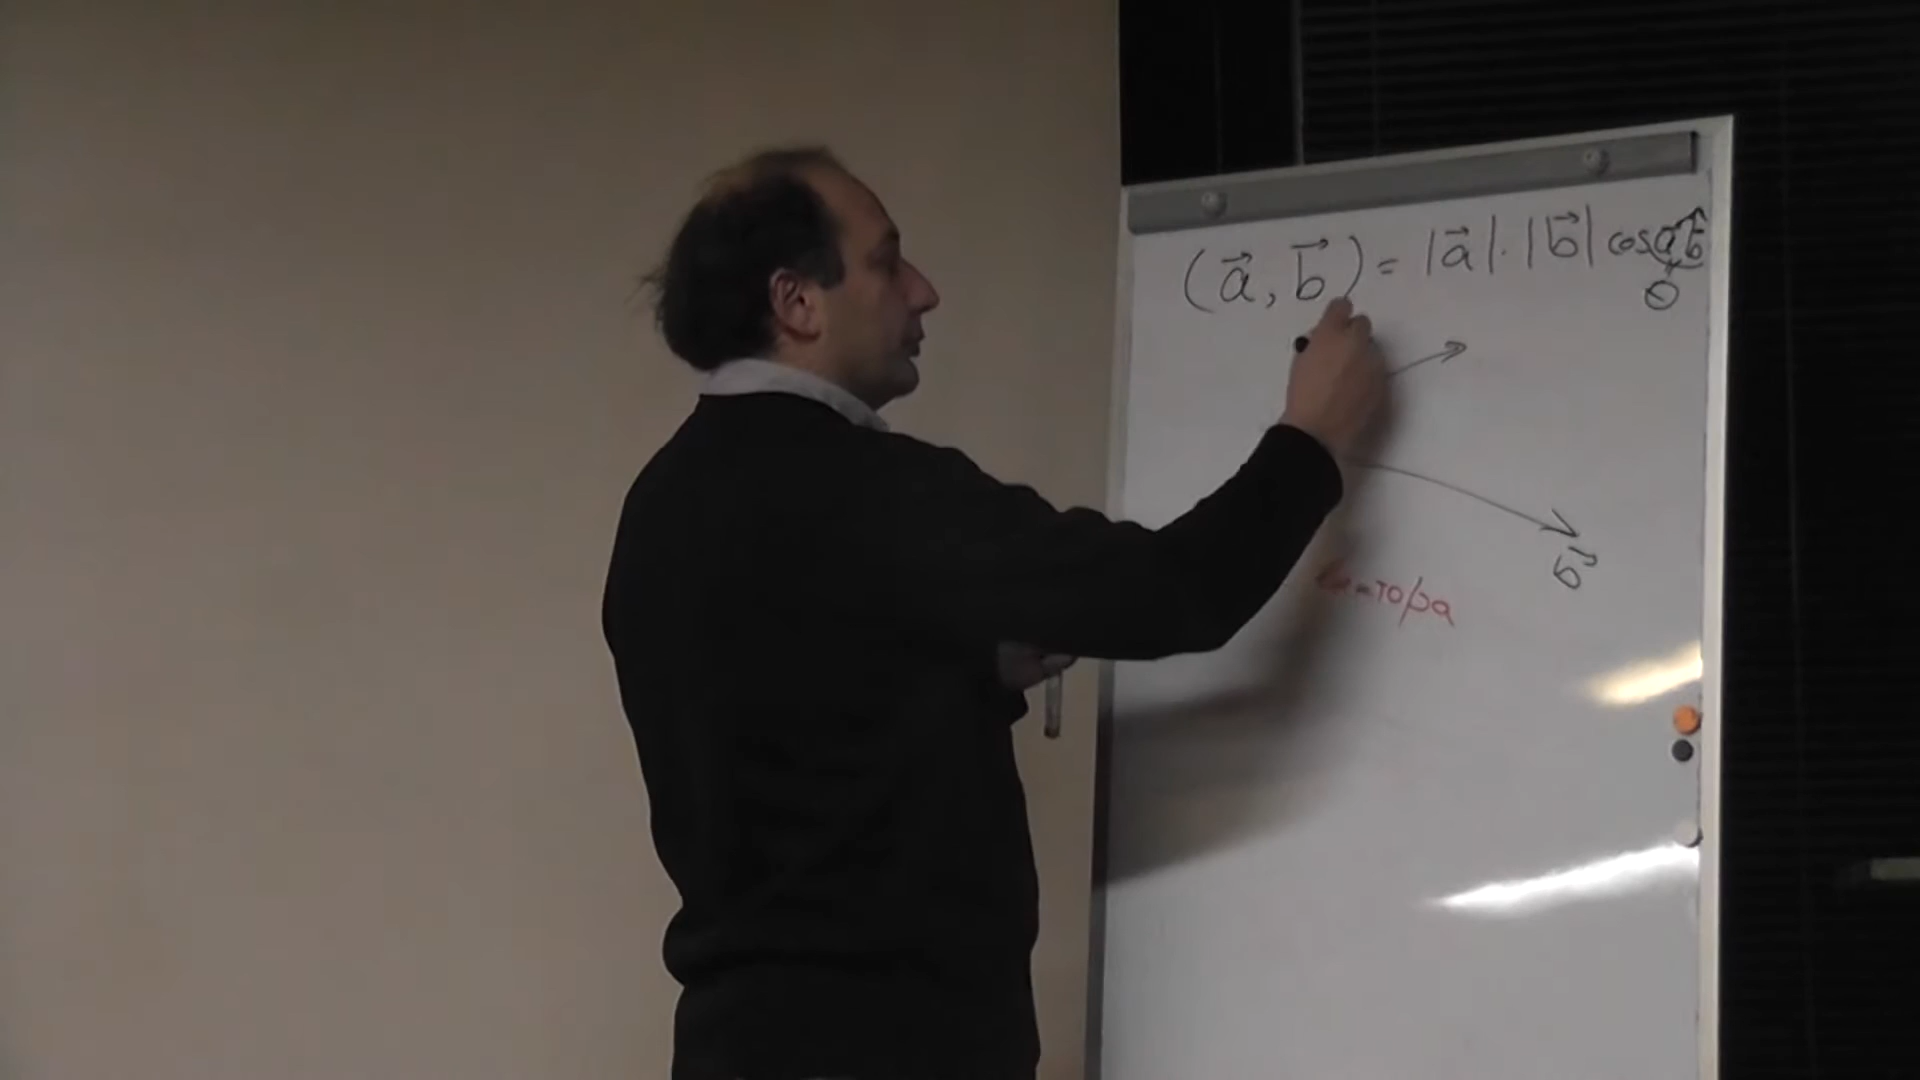 (a⃗, b⃗) = |a⃗|·|b⃗| cos a⃗b⃗
b⃗